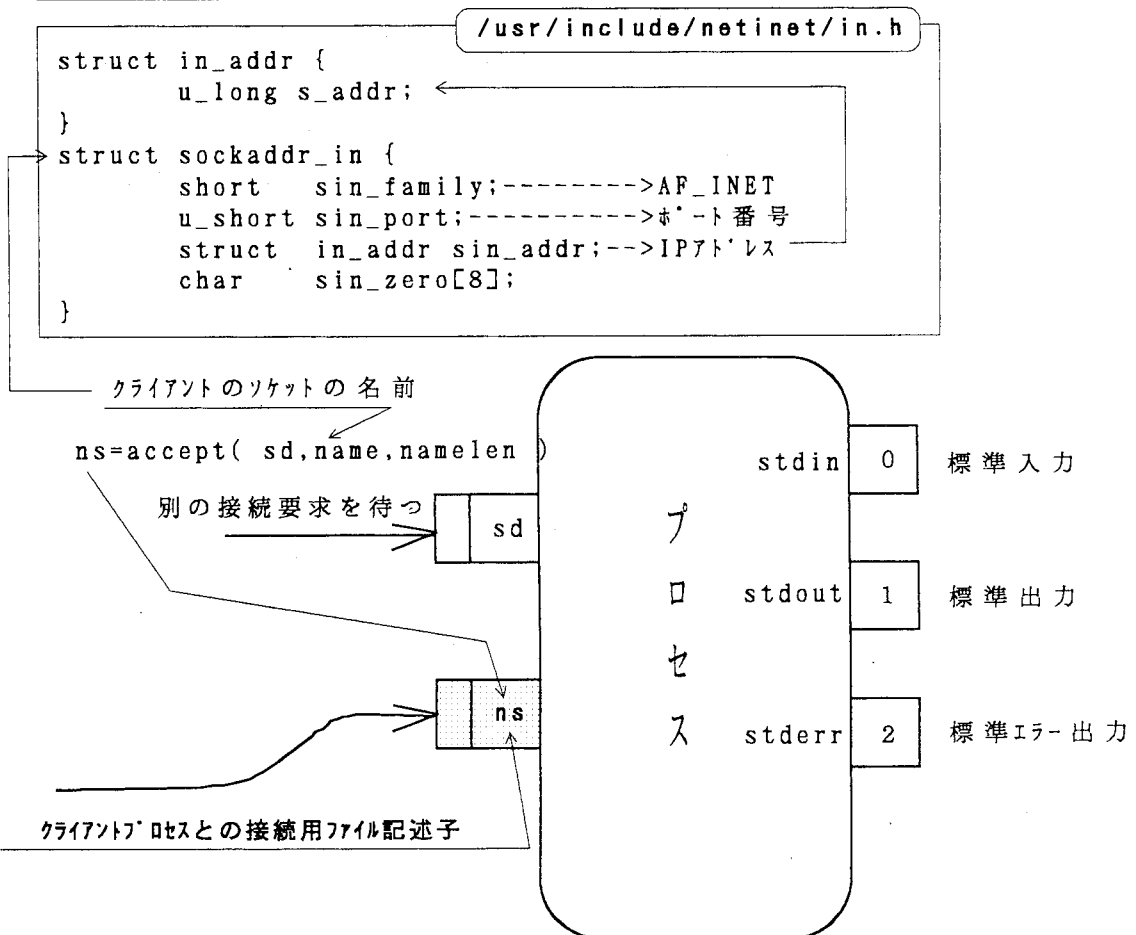 /usr/include/netinet/in.h
struct in_addr {
u_long s_addr;
}
struct sockaddr_in {
short sin_family;-------->AF_INET
u_short sin_port;---------->ﾎﾟｰﾄ番号
struct in_addr sin_addr;-->IPｱﾄﾞﾚｽ
char sin_zero[8];
}
ｸﾗｲｱﾝﾄのｿｹｯﾄの名前
ns=accept( sd,name,namelen )
別の接続要求を待つ
sd
ns
ｸﾗｲｱﾝﾄﾌﾟﾛｾｽとの接続用ﾌｧｲﾙ記述子
プロセス
stdin 0 標準入力
stdout 1 標準出力
stderr 2 標準ｴﾗｰ出力